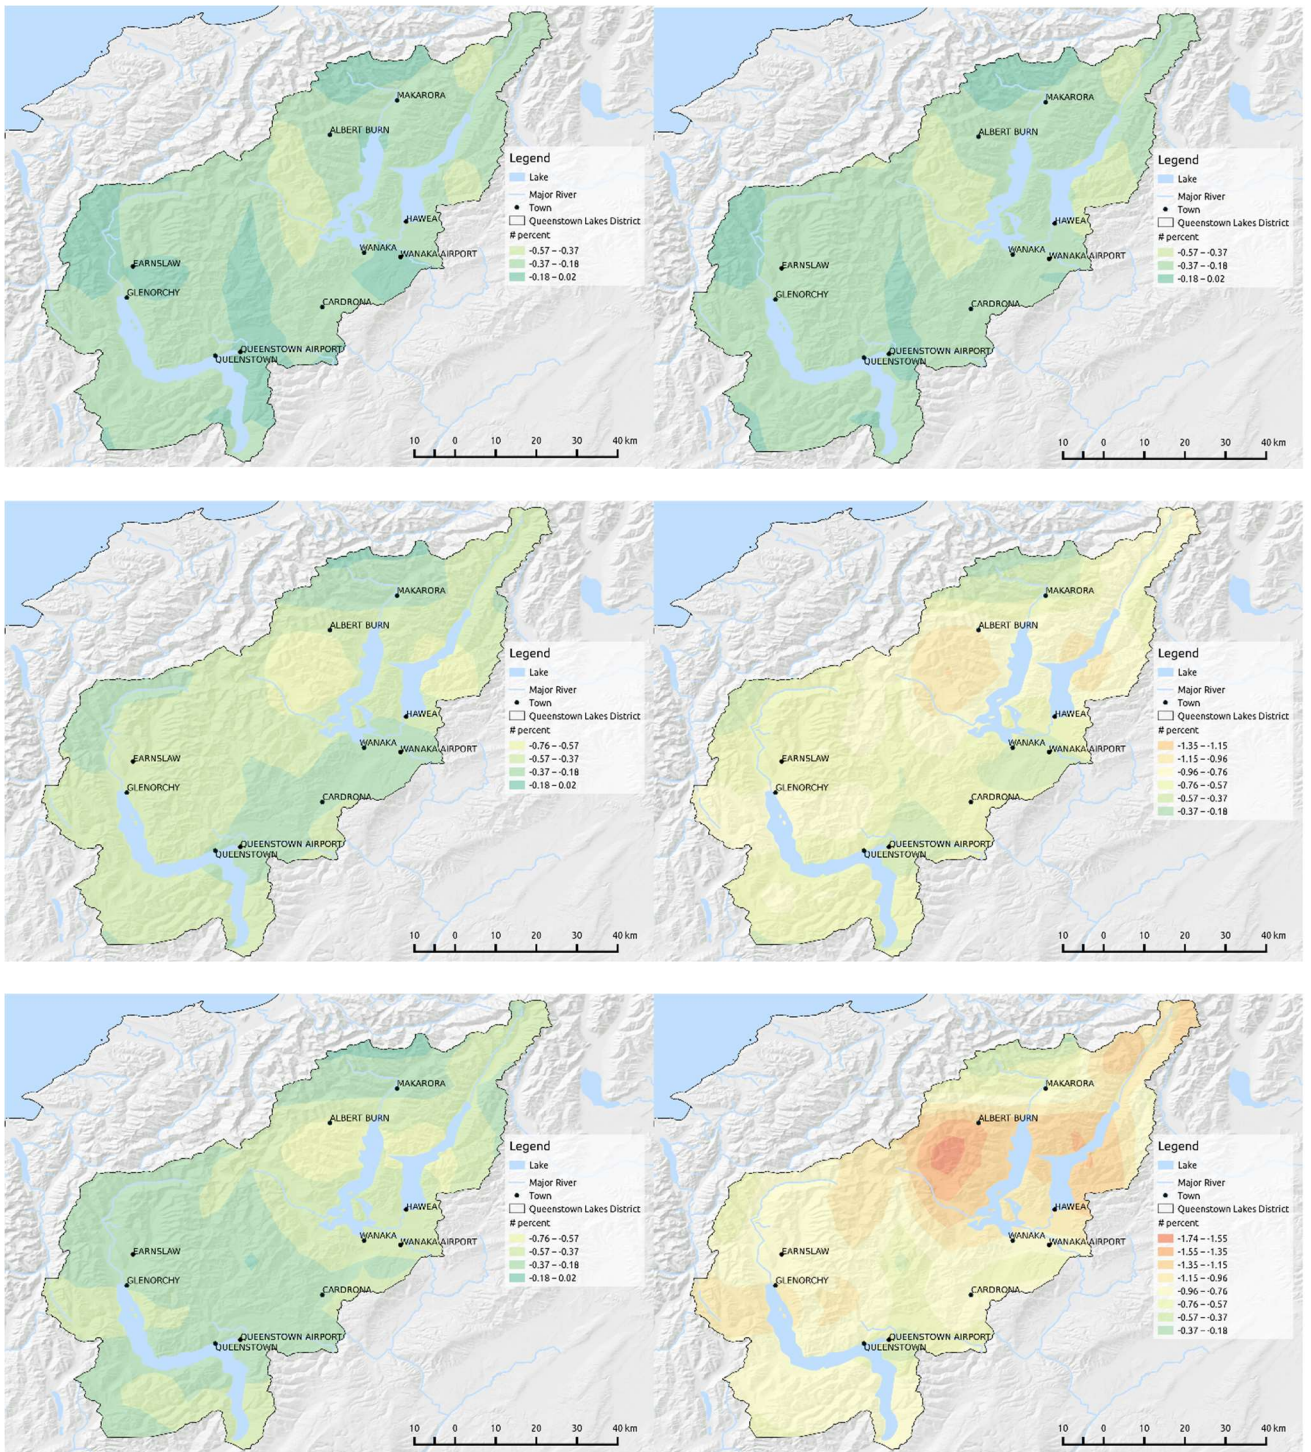 MAKARORA
ALBERT BURN
Legend
Lake
Major River
Town
Queenstown Lakes District
# percent
-0.57 – -0.37
-0.37 – -0.18
-0.18 – 0.02
HAWEA
WANAKA
WANAKA AIRPORT
EARNSLAW
GLENORCHY
CARDRONA
QUEENSTOWN AIRPORT
QUEENSTOWN
10 0 10 20 30 40 km
MAKARORA
ALBERT BURN
Legend
Lake
Major River
Town
Queenstown Lakes District
# percent
-0.57 – -0.37
-0.37 – -0.18
-0.18 – 0.02
HAWEA
WANAKA
WANAKA AIRPORT
EARNSLAW
GLENORCHY
CARDRONA
QUEENSTOWN AIRPORT
QUEENSTOWN
10 0 10 20 30 40 km
MAKARORA
ALBERT BURN
Legend
Lake
Major River
Town
Queenstown Lakes District
# percent
-0.76 – -0.57
-0.57 – -0.37
-0.37 – -0.18
-0.18 – 0.02
HAWEA
WANAKA
WANAKA AIRPORT
EARNSLAW
GLENORCHY
CARDRONA
QUEENSTOWN AIRPORT
QUEENSTOWN
10 0 10 20 30 40 km
MAKARORA
ALBERT BURN
Legend
Lake
Major River
Town
Queenstown Lakes District
# percent
-1.35 – -1.15
-1.15 – -0.96
-0.96 – -0.76
-0.76 – -0.57
-0.57 – -0.37
-0.37 – -0.18
HAWEA
WANAKA
WANAKA AIRPORT
EARNSLAW
GLENORCHY
CARDRONA
QUEENSTOWN AIRPORT
QUEENSTOWN
10 0 10 20 30 40 km
MAKARORA
ALBERT BURN
Legend
Lake
Major River
Town
Queenstown Lakes District
# percent
-0.76 – -0.57
-0.57 – -0.37
-0.37 – -0.18
-0.18 – 0.02
HAWEA
WANAKA
WANAKA AIRPORT
EARNSLAW
GLENORCHY
CARDRONA
QUEENSTOWN AIRPORT
QUEENSTOWN
10 0 10 20 30 40 km
MAKARORA
ALBERT BURN
Legend
Lake
Major River
Town
Queenstown Lakes District
# percent
-1.74 – -1.55
-1.55 – -1.35
-1.35 – -1.15
-1.15 – -0.96
-0.96 – -0.76
-0.76 – -0.57
-0.57 – -0.37
-0.37 – -0.18
HAWEA
WANAKA
WANAKA AIRPORT
EARNSLAW
GLENORCHY
CARDRONA
QUEENSTOWN AIRPORT
QUEENSTOWN
10 0 10 20 30 40 km